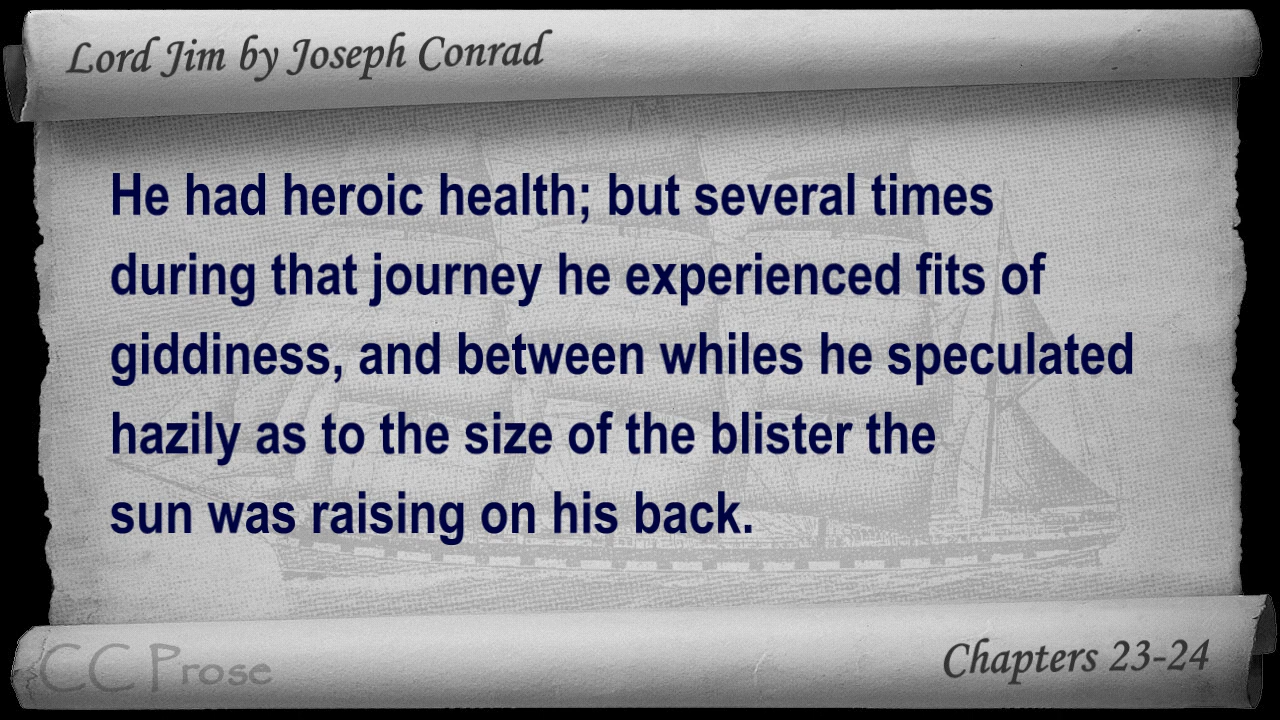 Lord Jim by Joseph Conrad
He had heroic health; but several times
during that journey he experienced fits of
giddiness, and between whiles he speculated
hazily as to the size of the blister the
sun was raising on his back.
CC Prose
Chapters 23-24